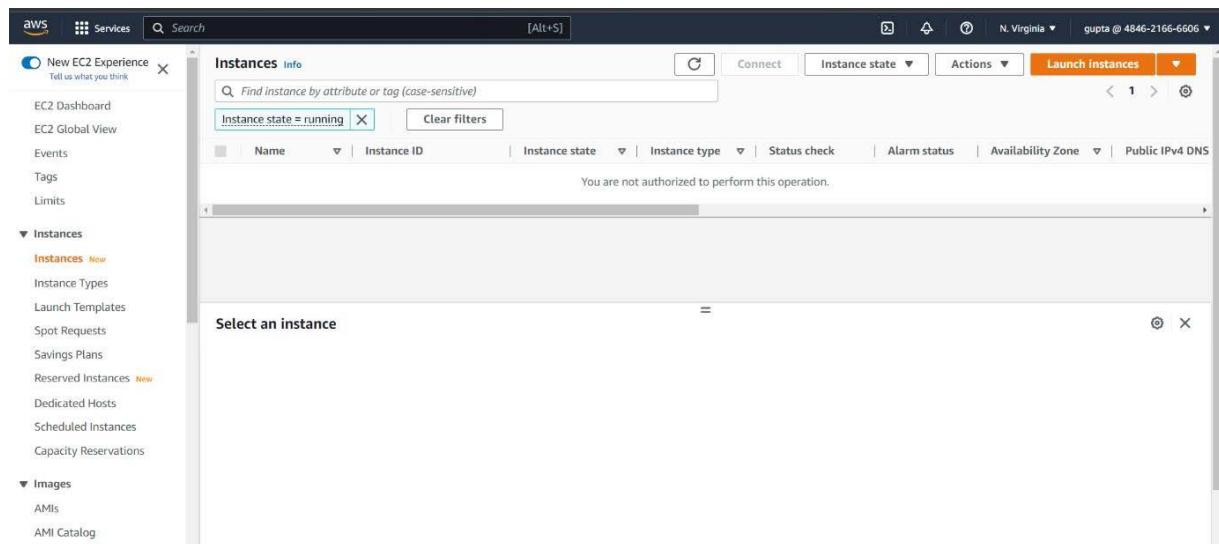 aws Services Search [Alt+S] N. Virginia gupta @ 4846-2166-6606
New EC2 Experience
Tell us what you think
EC2 Dashboard
EC2 Global View
Events
Tags
Limits
Instances
Instances New
Instance Types
Launch Templates
Spot Requests
Savings Plans
Reserved Instances New
Dedicated Hosts
Scheduled Instances
Capacity Reservations
Images
AMIs
AMI Catalog
Instances Info Connect Instance state Actions Launch instances
Find instance by attribute or tag (case-sensitive) 1
Instance state = running Clear filters
Name Instance ID Instance state Instance type Status check Alarm status Availability Zone Public IPv4 DNS
You are not authorized to perform this operation.
Select an instance